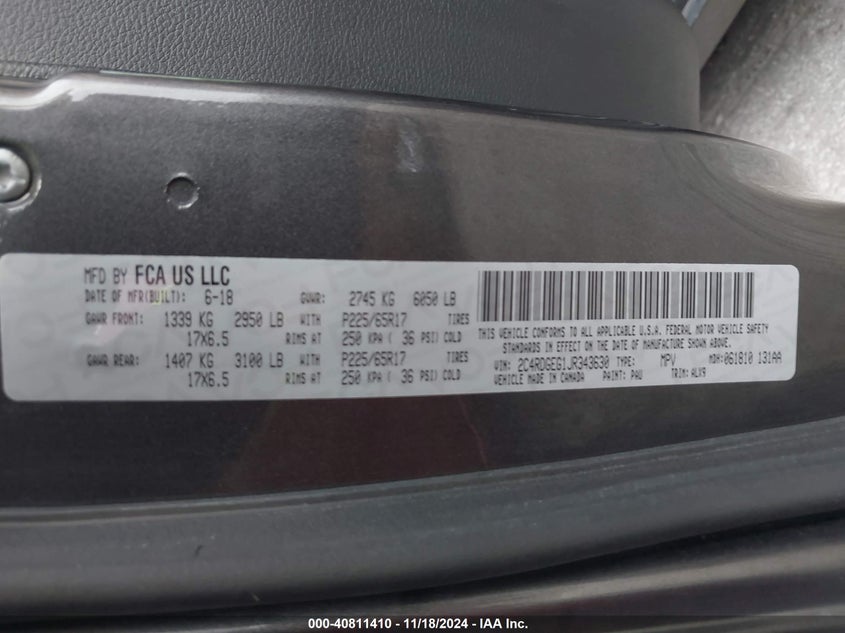 MFD BY FCA US LLC
DATE OF MFR(BUILT): 6-18 GVWR: 2745 KG 6050 LB
GAWR FRONT: 1339 KG 2950 LB WITH P225/65R17 TIRES
17X6.5 RIMS AT 250 KPA ( 36 PSI) COLD
GAWR REAR: 1407 KG 3100 LB WITH P225/65R17 TIRES
17X6.5 RIMS AT 250 KPA ( 36 PSI) COLD
THIS VEHICLE CONFORMS TO ALL APPLICABLE U.S.A. FEDERAL MOTOR VEHICLE SAFETY
STANDARDS IN EFFECT ON THE DATE OF MANUFACTURE SHOWN ABOVE.
VIN: 2C4RDGEG1JR343630 TYPE: MPV MDH: 061810 131AA
VEHICLE MADE IN CANADA PAINT: PAU TRIM: ALV9
000-40811410 - 11/18/2024 - IAA Inc.